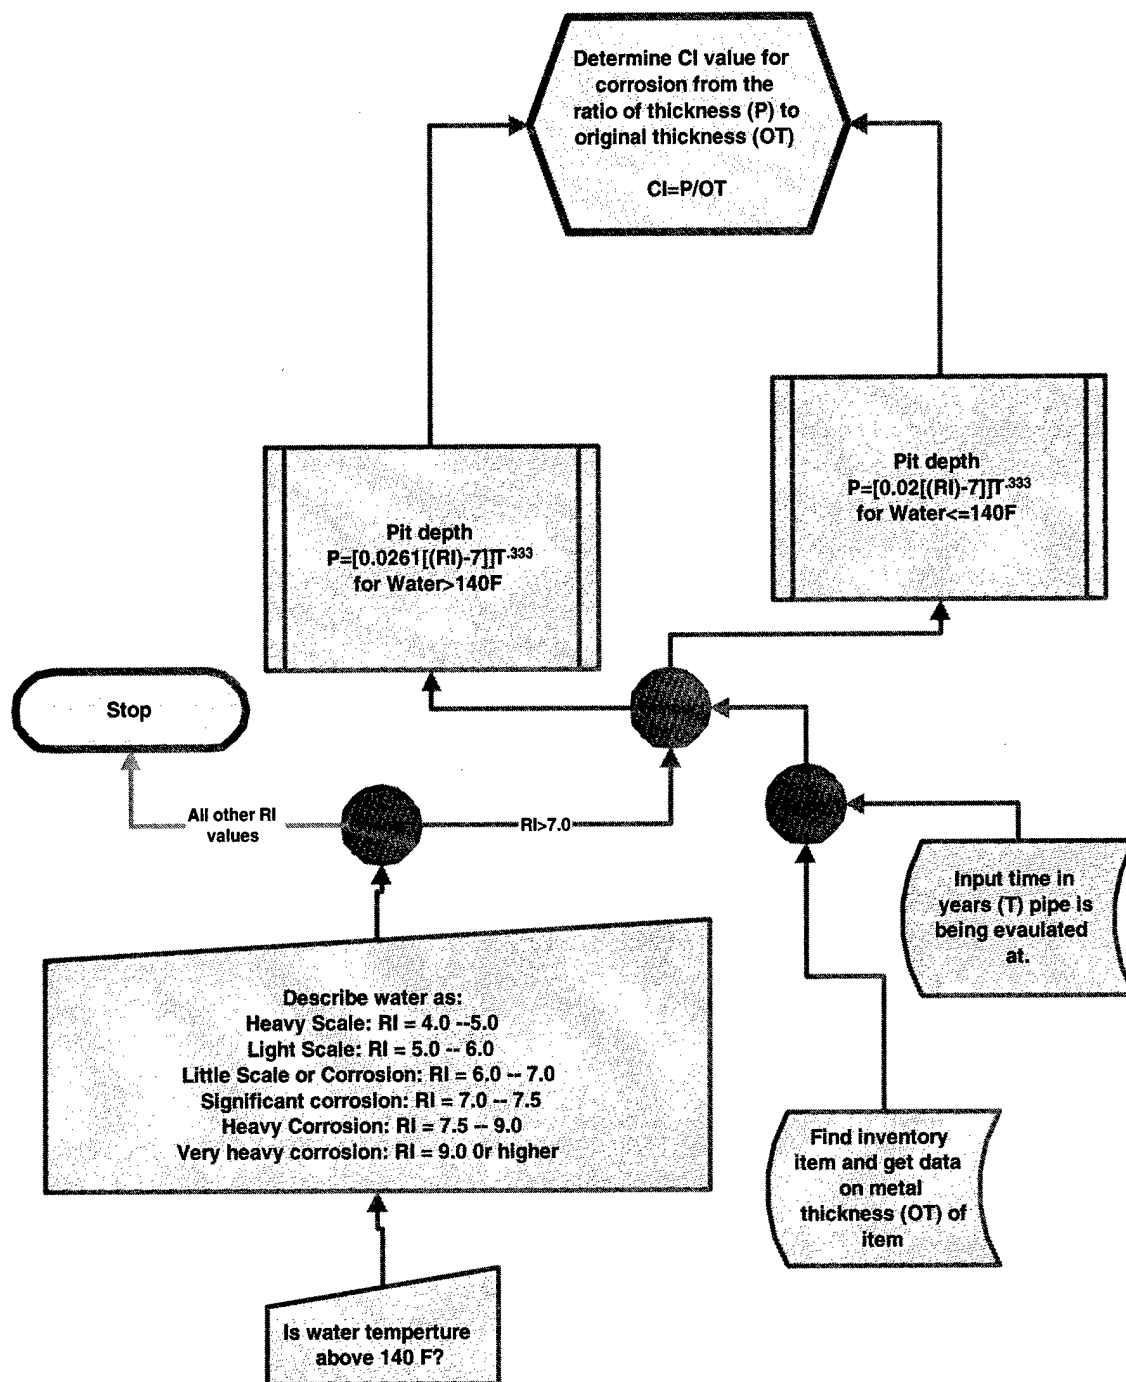 Determine CI value for
corrosion from the
ratio of thickness (P) to
original thickness (OT)
CI=P/OT
Pit depth
P=[0.02[(RI)-7]]T.333
for Water<=140F
Pit depth
P=[0.0261[(RI)-7]]T.333
for Water>140F
Stop
All other RI
values
RI>7.0
Input time in
years (T) pipe is
being evaulated
at.
Describe water as:
Heavy Scale: RI = 4.0 --5.0
Light Scale: RI = 5.0 -- 6.0
Little Scale or Corrosion: RI = 6.0 -- 7.0
Significant corrosion: RI = 7.0 -- 7.5
Heavy Corrosion: RI = 7.5 -- 9.0
Very heavy corrosion: RI = 9.0 0r higher
Find inventory
item and get data
on metal
thickness (OT) of
item
Is water temperture
above 140 F?